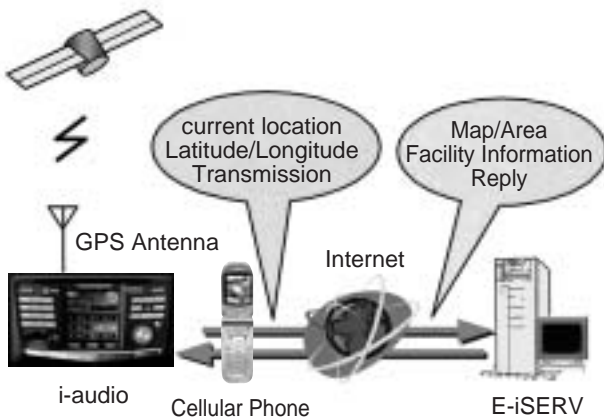 current location
Latitude/Longitude
Transmission
Map/Area
Facility Information
Reply
GPS Antenna
Internet
i-audio
Cellular Phone
E-iSERV